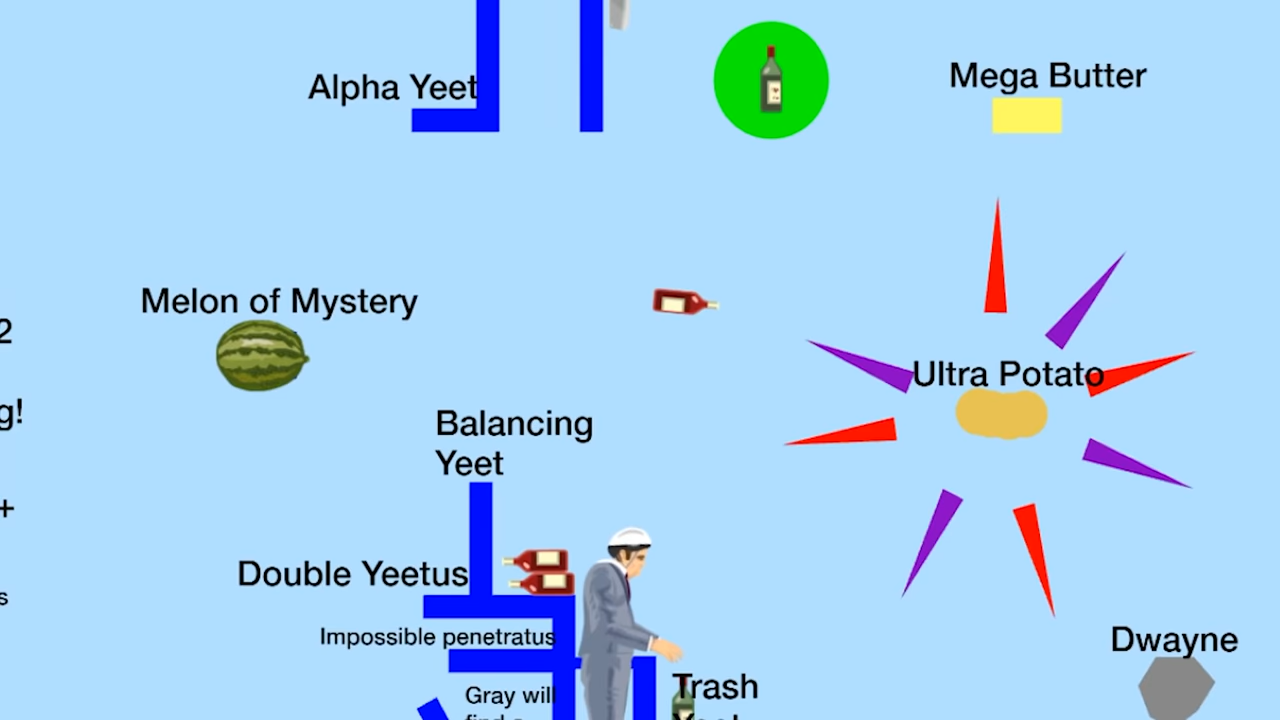 Mega Butter
Alpha Yeet
Melon of Mystery
2
Ultra Potato
g!
Balancing
Yeet
+
Double Yeetus
s
Impossible penetratus
Dwayne
Trash
Gray will